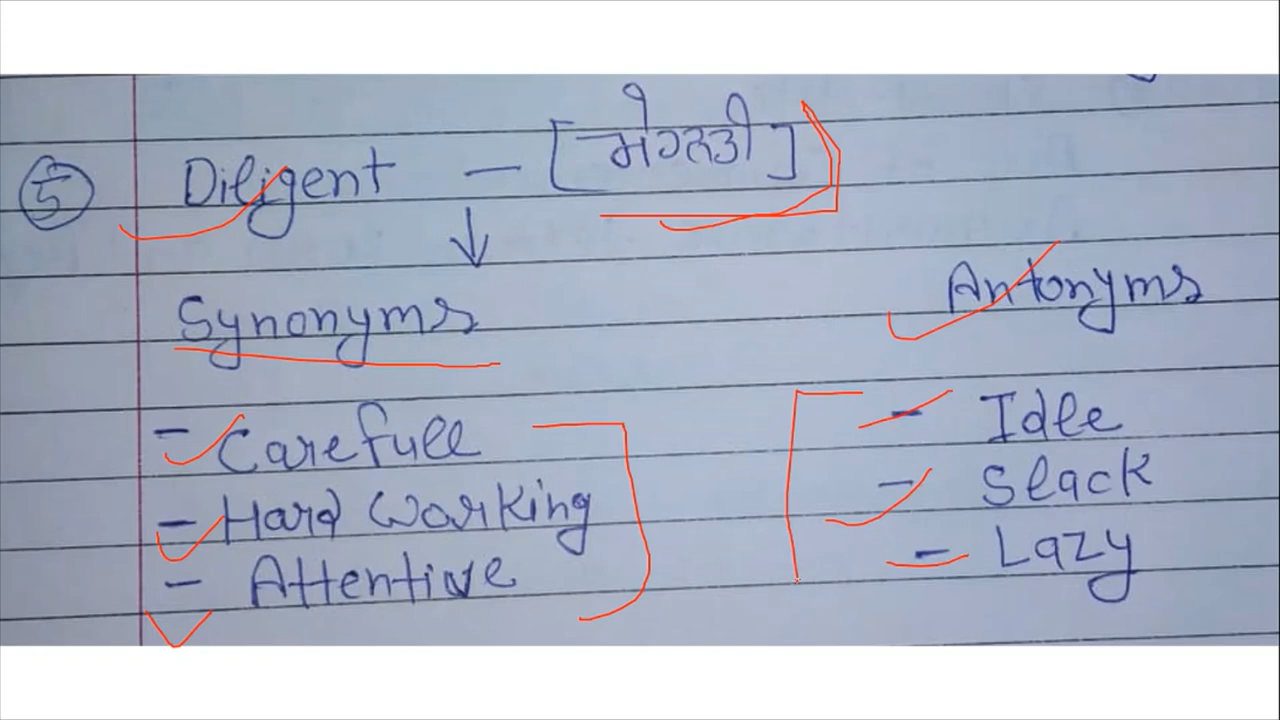 5 Diligent – [ਮੇਹਨਤੀ]
↓
Synonyms Antonyms
- Carefull - Idle
- Hard Working - Slack
- Attentive - Lazy